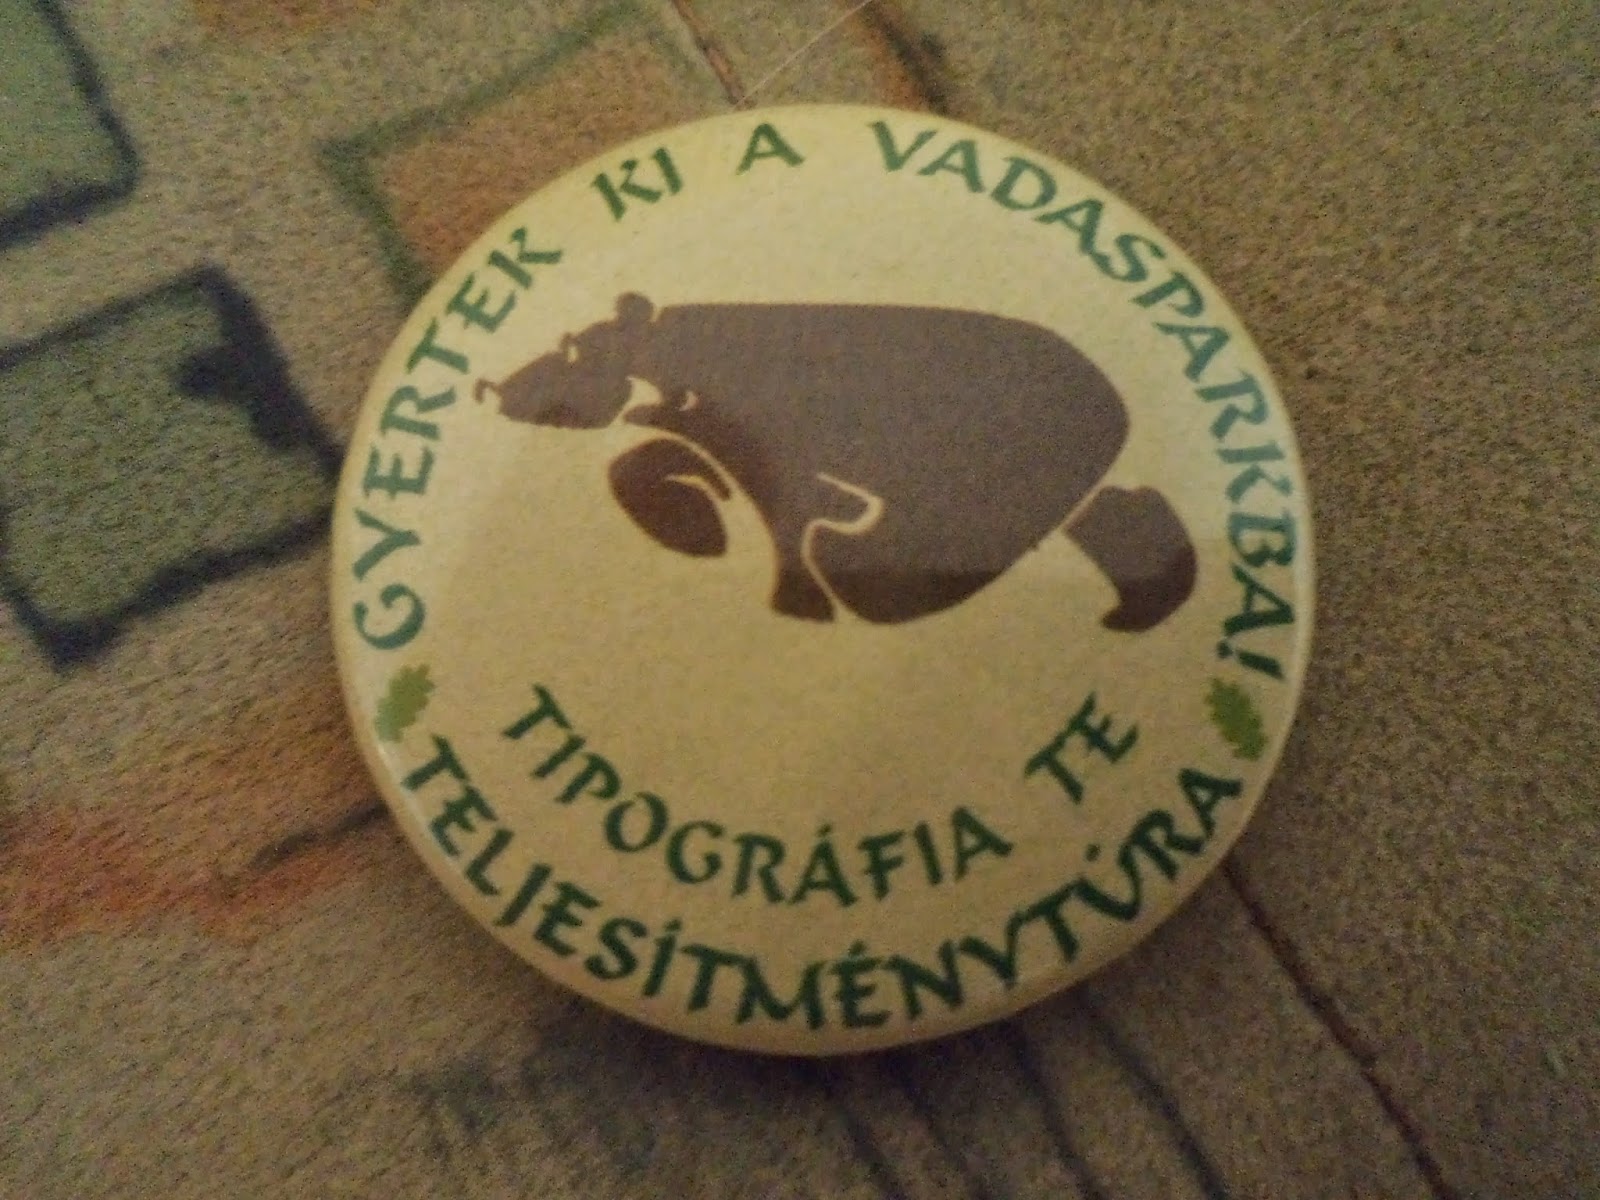 GYERTEK KI A VADASPARKBA!
TIPOGRÁFIA TE
TELJESÍTMÉNYTÚRA